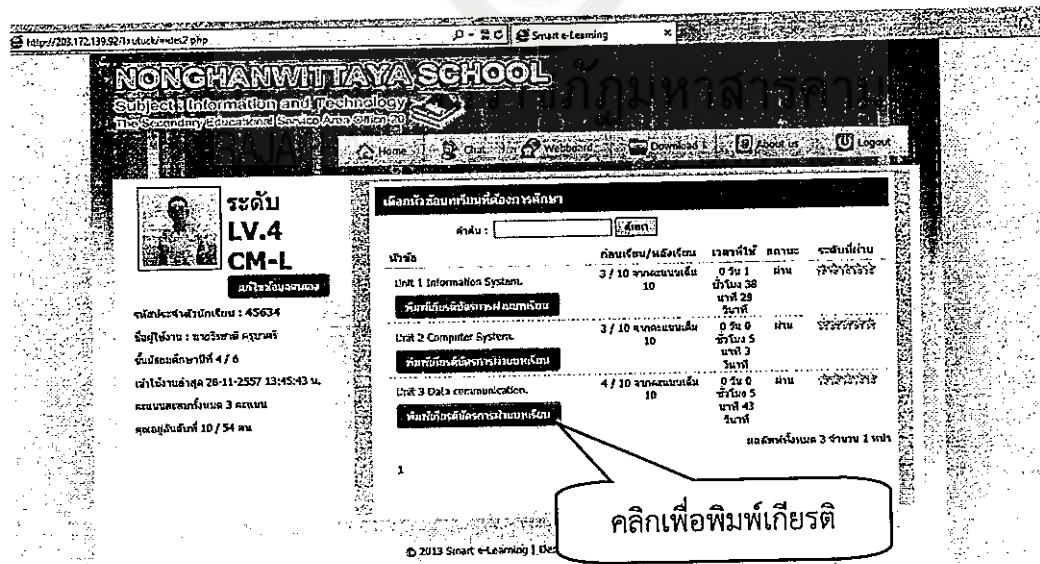 Smart e-Learning
NONGHANWITTAYA SCHOOL
Subject : Information and Technology
The Secondary Educational Service Area Office 20
ราชภัฏมหาสารคาม
Home Chat Webboard Download About us Logout
ระดับ
LV.4
CM-L
แก้ไขข้อมูลตนเอง
รหัสประจำตัวนักเรียน : 45634
ชั้นมัธยมศึกษาปีที่ 4 / 6
เข้าใช้งานล่าสุด 26-11-2557 13:45:43 น.
คะแนนสะสมทั้งหมด 3 คะแนน
คุณอยู่อันดับที่ 10 / 54 คน
เลือกหัวข้อบทเรียนที่ต้องการศึกษา
คำค้น : ค้นหา
หัวข้อ ก่อนเรียน/หลังเรียน เวลาที่ใช้ สถานะ ระดับที่ผ่าน
Unit 1 Information System. 3 / 10 จากคะแนนเต็ม 10 0 วัน 1 ชั่วโมง 38 นาที 29 วินาที ผ่าน
พิมพ์เกียรติบัตรการผ่านบทเรียน
Unit 2 Computer System. 3 / 10 จากคะแนนเต็ม 10 0 วัน 0 ชั่วโมง 5 นาที 3 วินาที ผ่าน
พิมพ์เกียรติบัตรการผ่านบทเรียน
Unit 3 Data communication. 4 / 10 จากคะแนนเต็ม 10 0 วัน 0 ชั่วโมง 5 นาที 43 วินาที ผ่าน
พิมพ์เกียรติบัตรการผ่านบทเรียน
ผลลัพท์ทั้งหมด 3 จำนวน 1 หน้า
1
คลิกเพื่อพิมพ์เกียรติ
© 2013 Smart e-Learning | Des